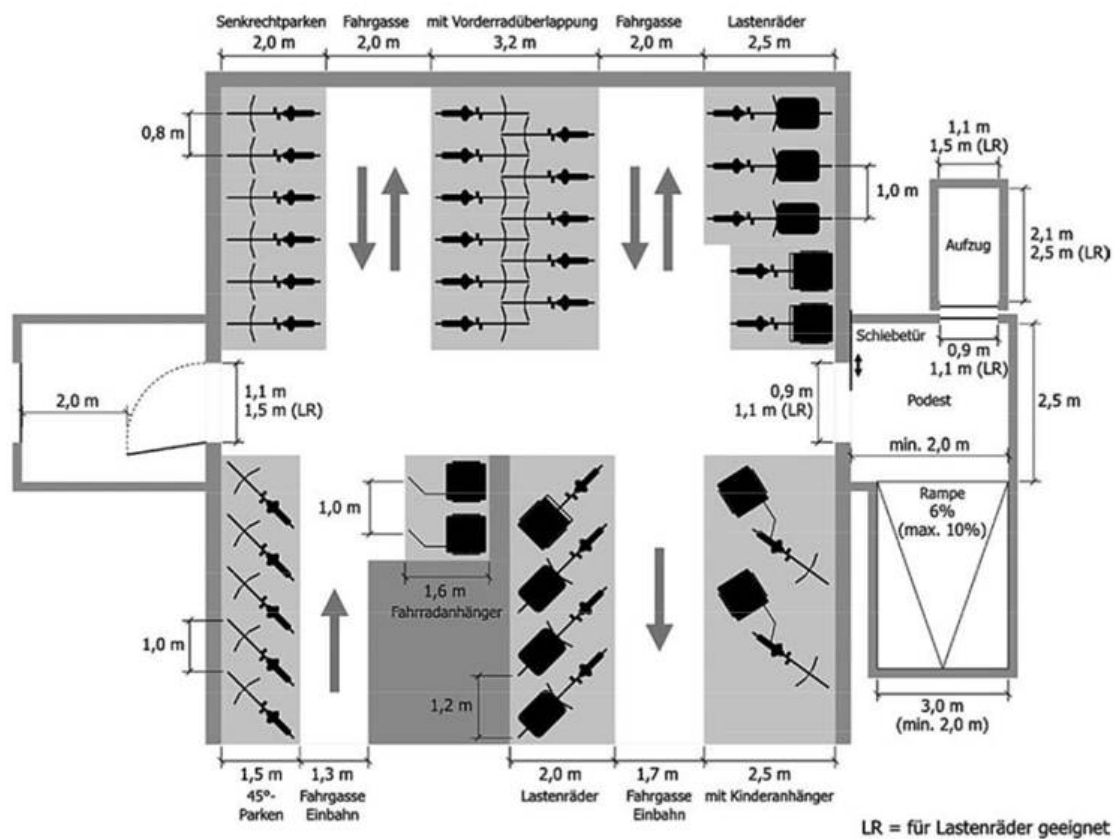 Senkrechtparken
2,0 m
Fahrgasse
2,0 m
mit Vorderradüberlappung
3,2 m
Fahrgasse
2,0 m
Lastenräder
2,5 m
0,8 m
1,0 m
1,1 m
1,5 m (LR)
Aufzug
2,1 m
2,5 m (LR)
2,0 m
1,1 m
1,5 m (LR)
0,9 m
1,1 m (LR)
Schiebetür
0,9 m
1,1 m (LR)
Podest
2,5 m
min. 2,0 m
1,0 m
1,6 m
Fahrradanhänger
1,0 m
1,2 m
Rampe
6%
(max. 10%)
3,0 m
(min. 2,0 m)
1,5 m
45°-
Parken
1,3 m
Fahrgasse
Einbahn
2,0 m
Lastenräder
1,7 m
Fahrgasse
Einbahn
2,5 m
mit Kinderanhänger
LR = für Lastenräder geeignet